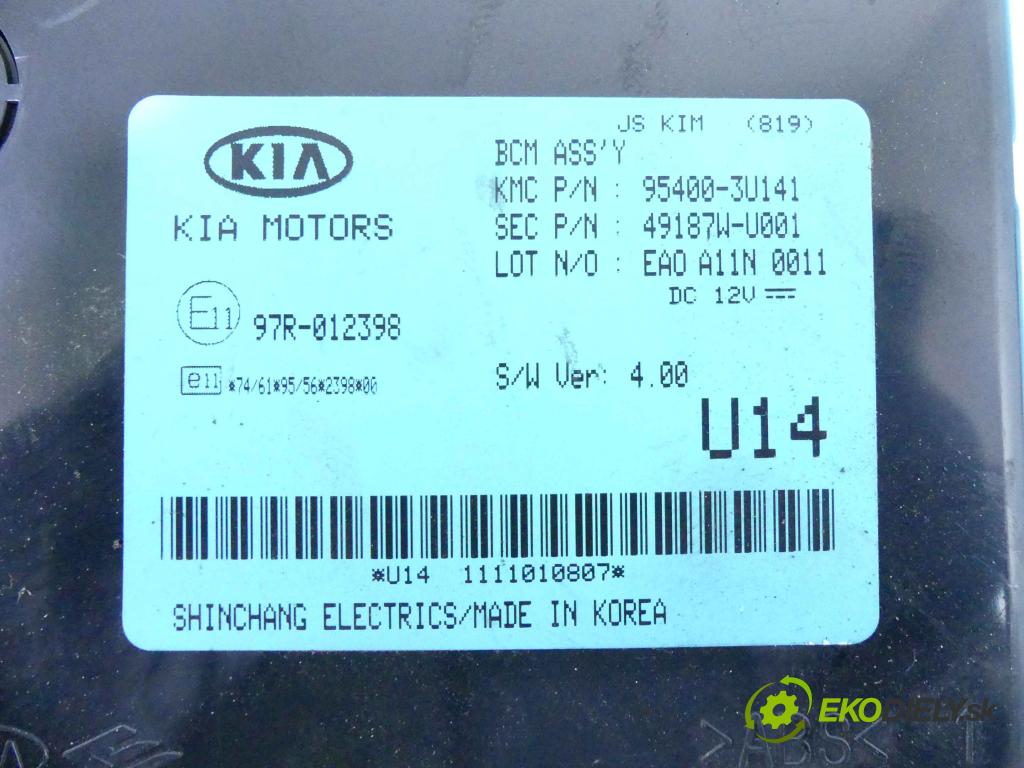 JS KIM (819)
KIA
KIA MOTORS
BCM ASS'Y
KMC P/N : 95400-3U141
SEC P/N : 49187W-U001
LOT N/O : EAO A11N 0011
DC 12V
E11 97R-012398
e11 *74/61*95/56*2398*00
S/W Ver: 4.00
U14
*U14 1111010807*
SHINCHANG ELECTRICS/MADE IN KOREA
EKODIELY.sk
>ABS<